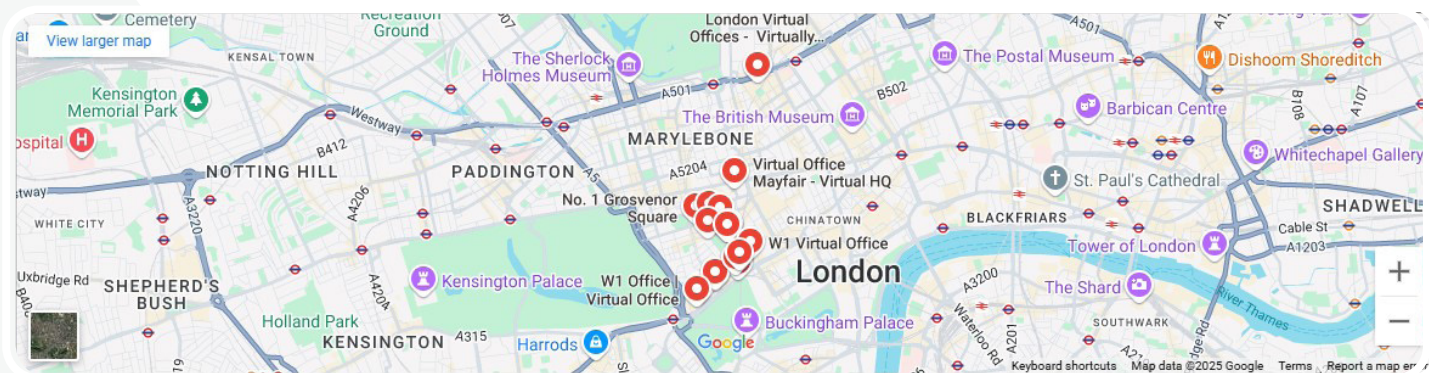 Cemetery
Recreation
Ground
London Virtual
Offices - Virtually...
A501
View larger map
KENSAL TOWN
The Sherlock
Holmes Museum
The Postal Museum
Dishoom Shoreditch
Kensington
Memorial Park
A501
B502
Barbican Centre
B108
A107
Hospital
Westway
The British Museum
MARYLEBONE
B412
Whitechapel Gallery
NOTTING HILL
PADDINGTON
A5204
Virtual Office
Mayfair - Virtual HQ
St. Paul's Cathedral
A5
A4206
No. 1 Grosvenor
Square
SHADWELL
WHITE CITY
A3220
CHINATOWN
BLACKFRIARS
Cable St
W1 Virtual Office
Tower of London
A1203
Uxbridge Rd
SHEPHERD'S
BUSH
Kensington Palace
W1 Office
Virtual Office
London
A3200
The Shard
A4204
River Thames
Holland Park
Buckingham Palace
Waterloo Rd
A201
SOUTHWARK
A315
KENSINGTON
Harrods
Google
Keyboard shortcuts
Map data ©2025 Google
Terms
Report a map error